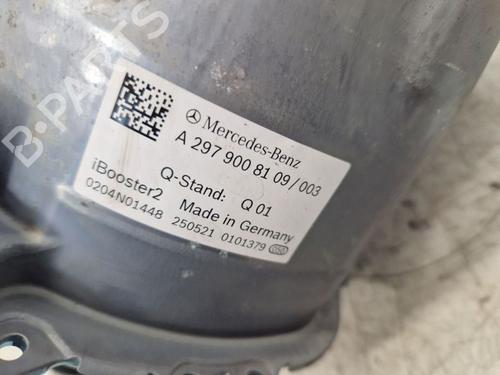 B-PARTS
Mercedes-Benz
A 297 900 81 09/003
Q-Stand: Q 01
iBooster2 Made in Germany
0204N01448 250521 0101379